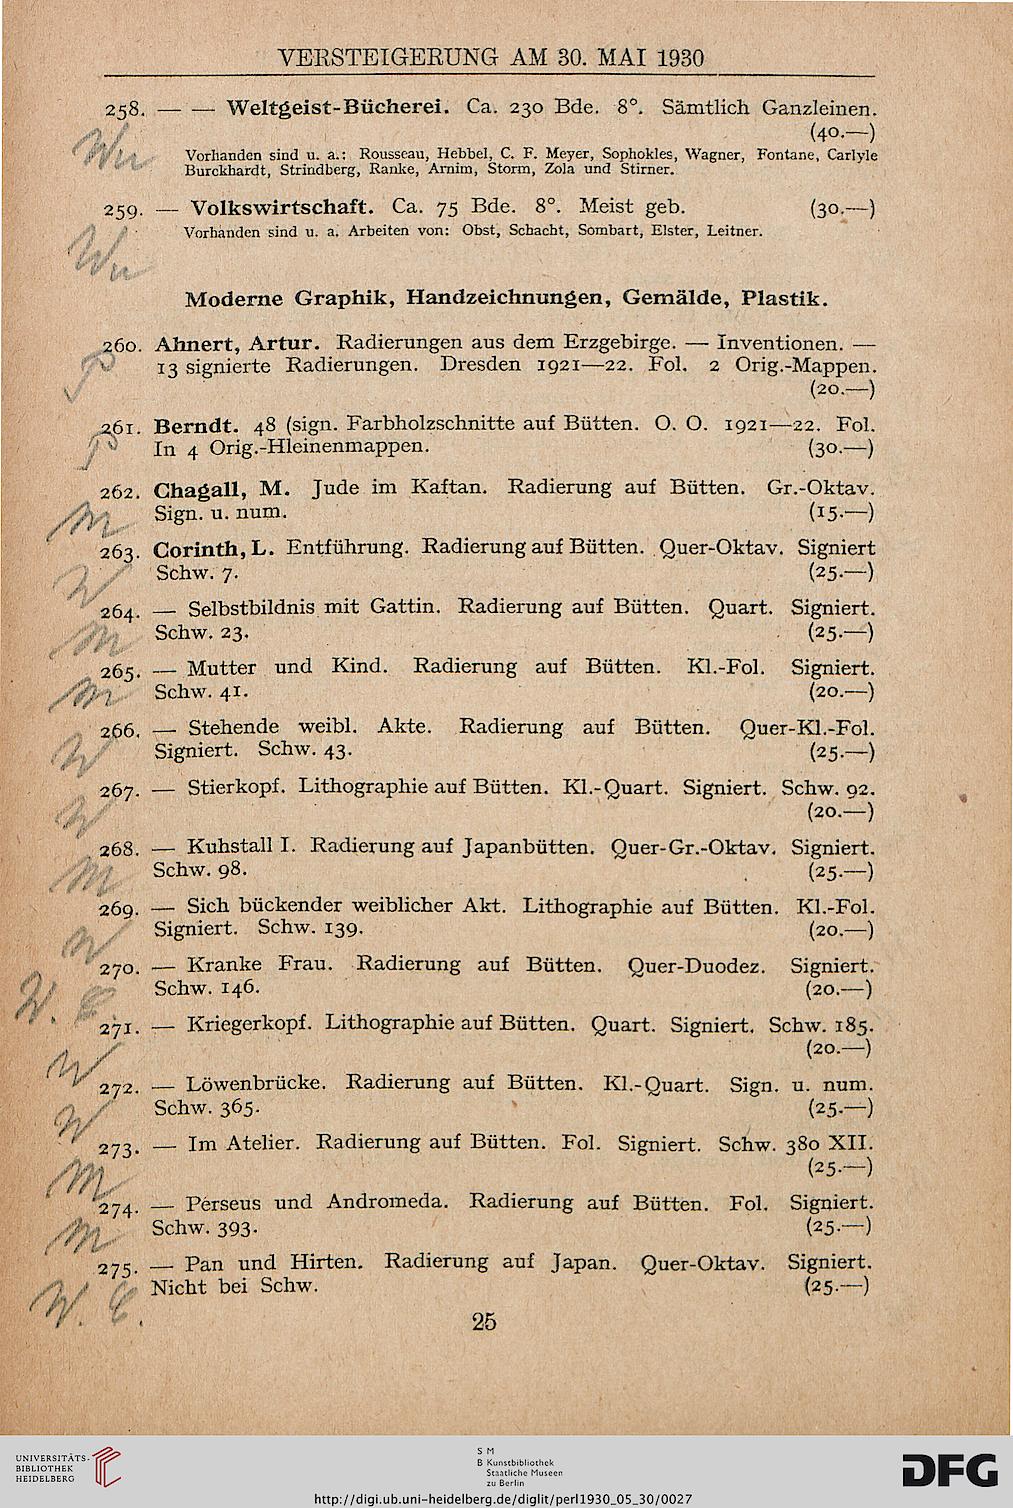 VERSTEIGERUNG AM 30. MAI 1930
258. — — Weltgeist-Bücherei. Ca. 230 Bde. 8°. Sämtlich Ganzleinen.
(40.—)
Wu
Vorhanden sind u. a.: Rousseau, Hebbel, C. F. Meyer, Sophokles, Wagner, Fontane, Carlyle
Burckhardt, Strindberg, Ranke, Arnim, Storm, Zola und Stirner.
259. — Volkswirtschaft. Ca. 75 Bde. 8°. Meist geb. (30.—)
Vorhanden sind u. a. Arbeiten von: Obst, Schacht, Sombart, Elster, Leitner.
Wu
Moderne Graphik, Handzeichnungen, Gemälde, Plastik.
260. Ahnert, Artur. Radierungen aus dem Erzgebirge. — Inventionen. —
13 signierte Radierungen. Dresden 1921—22. Fol. 2 Orig.-Mappen.
(20.—)
261. Berndt. 48 (sign. Farbholzschnitte auf Bütten. O. O. 1921—22. Fol.
In 4 Orig.-Hleinenmappen. (30.—)
262. Chagall, M. Jude im Kaftan. Radierung auf Bütten. Gr.-Oktav.
Sign. u. num. (15.—)
M
263. Corinth, L. Entführung. Radierung auf Bütten. Quer-Oktav. Signiert
Schw. 7. (25.—)
W
264. — Selbstbildnis mit Gattin. Radierung auf Bütten. Quart. Signiert.
Schw. 23. (25.—)
M
265. — Mutter und Kind. Radierung auf Bütten. Kl.-Fol. Signiert.
Schw. 41. (20.—)
M
266. — Stehende weibl. Akte. Radierung auf Bütten. Quer-Kl.-Fol.
Signiert. Schw. 43. (25.—)
W
267. — Stierkopf. Lithographie auf Bütten. Kl.-Quart. Signiert. Schw. 92.
(20.—)
W
268. — Kuhstall I. Radierung auf Japanbütten. Quer-Gr.-Oktav. Signiert.
Schw. 98. (25.—)
M
269. — Sich bückender weiblicher Akt. Lithographie auf Bütten. Kl.-Fol.
Signiert. Schw. 139. (20.—)
W
270. — Kranke Frau. Radierung auf Bütten. Quer-Duodez. Signiert.
Schw. 146. (20.—)
W.
271. — Kriegerkopf. Lithographie auf Bütten. Quart. Signiert. Schw. 185.
(20.—)
W
272. — Löwenbrücke. Radierung auf Bütten. Kl.-Quart. Sign. u. num.
Schw. 365. (25.—)
W
273. — Im Atelier. Radierung auf Bütten. Fol. Signiert. Schw. 380 XII.
(25.—)
M
274. — Perseus und Andromeda. Radierung auf Bütten. Fol. Signiert.
Schw. 393. (25.—)
M
275. — Pan und Hirten. Radierung auf Japan. Quer-Oktav. Signiert.
Nicht bei Schw. (25.—)
W.
25
UNIVERSITÄTS-
BIBLIOTHEK
HEIDELBERG
S M
B Kunstbibliothek
Staatliche Museen
zu Berlin
DFG
http://digi.ub.uni-heidelberg.de/diglit/perl1930_05_30/0027